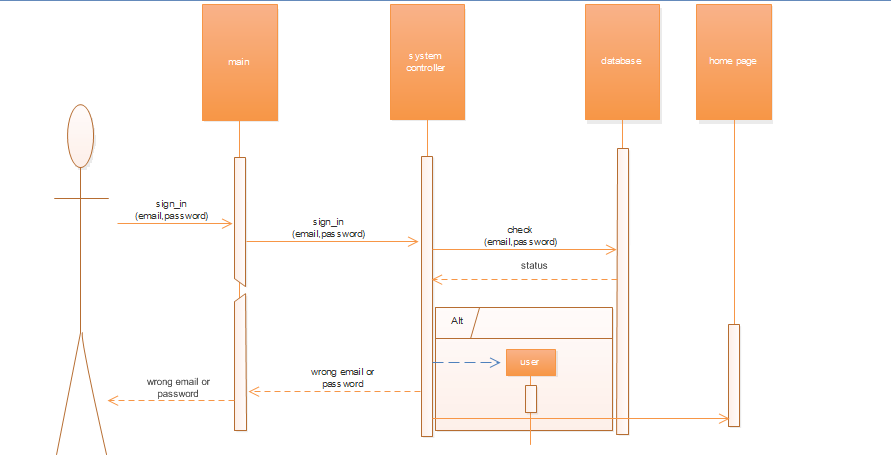 main
system
controller
database
home page
sign_in
(email,password)
sign_in
(email,password)
check
(email,password)
status
Alt
user
wrong email or
password
wrong email or
password